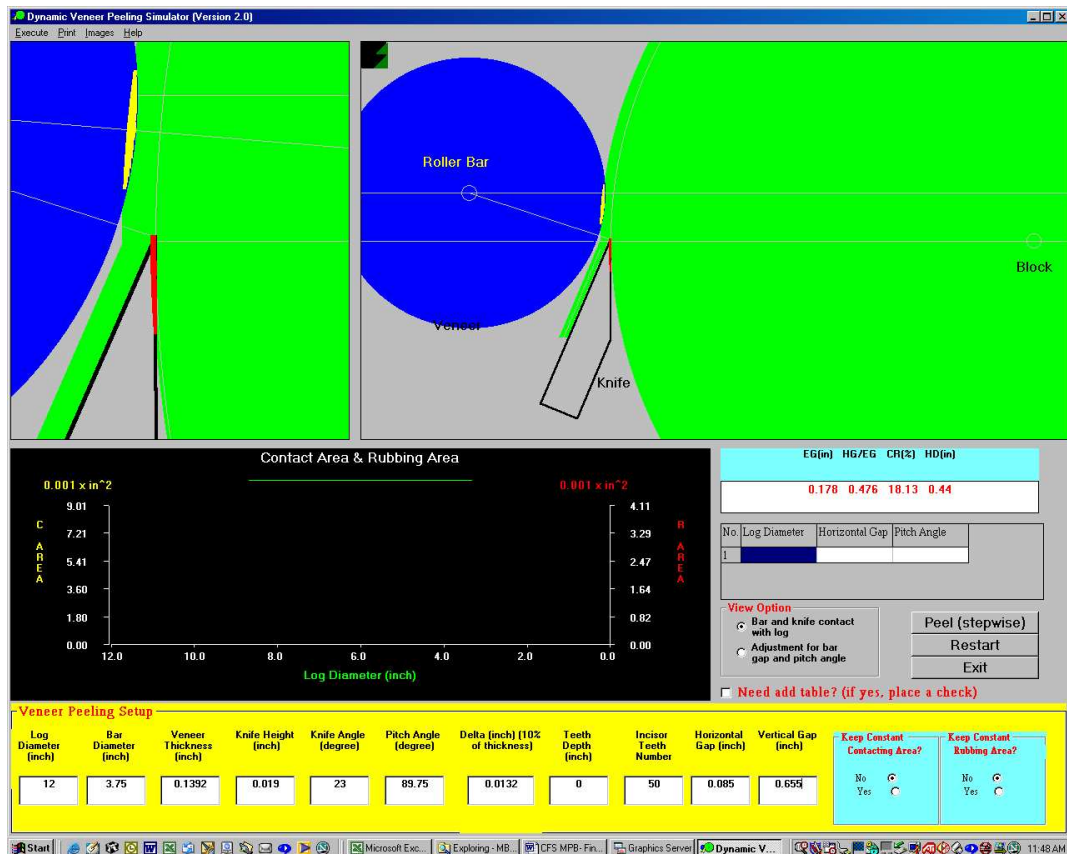 Dynamic Veneer Peeling Simulator (Version 2.0)
Execute Print Images Help
Roller Bar
Block
Veneer
Knife
Contact Area & Rubbing Area
0.001 x in^2
0.001 x in^2
9.01
7.21
5.41
3.60
1.80
0.00
C AREA
4.11
3.29
2.47
1.64
0.82
0.00
R AREA
12.0 10.0 8.0 6.0 4.0 2.0 0.0
Log Diameter (inch)
EG(in) HG/EG CR(%) HD(in)
0.178 0.476 18.13 0.44
No. Log Diameter Horizontal Gap Pitch Angle
1
View Option
Bar and knife contact with log
Adjustment for bar gap and pitch angle
Peel (stepwise)
Restart
Exit
Need add table? (if yes, place a check)
Veneer Peeling Setup
Log Diameter (inch)
12
Bar Diameter (inch)
3.75
Veneer Thickness (inch)
0.1392
Knife Height (inch)
0.019
Knife Angle (degree)
23
Pitch Angle (degree)
89.75
Delta (inch) (10% of thickness)
0.0132
Teeth Depth (inch)
0
Incisor Teeth Number
50
Horizontal Gap (inch)
0.085
Vertical Gap (inch)
0.655
Keep Constant Contacting Area?
No
Yes
Keep Constant Rubbing Area?
No
Yes
Start
Microsoft Exc...
Exploring - MB...
CFS MPB- Fin...
Graphics Server
Dynamic V...
11:48 AM